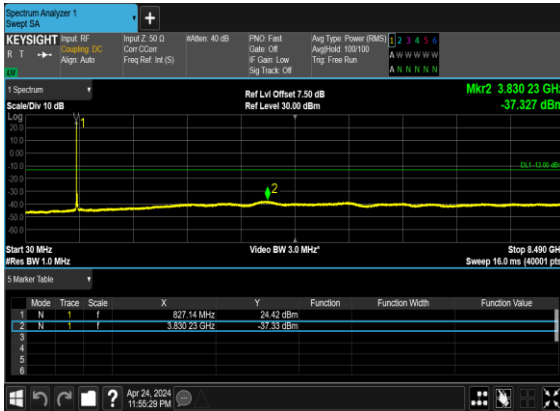 Spectrum Analyzer 1
Swept SA
+
KEYSIGHT Input: RF Input Z: 50 Ω #Atten: 40 dB PNO: Fast Avg Type: Power (RMS) 1 2 3 4 5 6
R T Coupling: DC Corr CCorr Gate: Off Avg|Hold: 100/100 A W W W W W
Align: Auto Freq Ref: Int (S) IF Gain: Low Trig: Free Run
Sig Track: Off A N N N N N
1 Spectrum
Ref Lvl Offset 7.50 dB Mkr2 3.830 23 GHz
Scale/Div 10 dB Ref Level 30.00 dBm -37.327 dBm
Log
1
20.0
10.0
0.00
-10.0
DL1 -13.00 dBm
-20.0
2
-30.0
-40.0
-50.0
-60.0
Start 30 MHz Video BW 3.0 MHz* Stop 8.490 GHz
#Res BW 1.0 MHz Sweep 16.0 ms (40001 pts)
5 Marker Table
Mode Trace Scale X Y Function Function Width Function Value
1 N 1 f 827.14 MHz 24.42 dBm
2 N 1 f 3.830 23 GHz -37.33 dBm
3
4
5
6
? Apr 24, 2024
11:55:29 PM